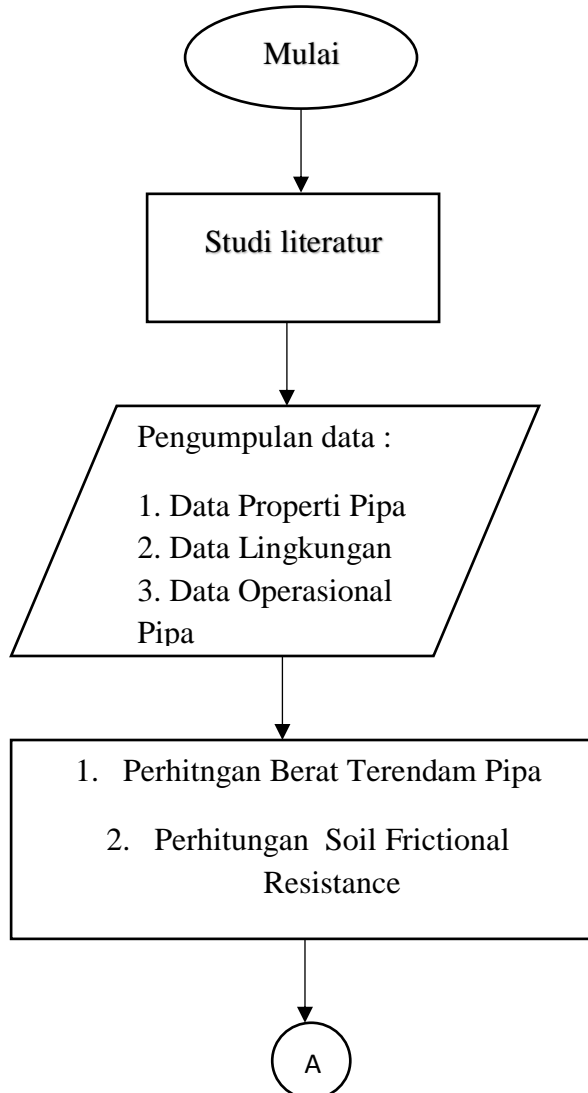 Mulai
Studi literatur
Pengumpulan data :
1. Data Properti Pipa
2. Data Lingkungan
3. Data Operasional
Pipa
1. Perhitngan Berat Terendam Pipa
2. Perhitungan Soil Frictional
Resistance
A